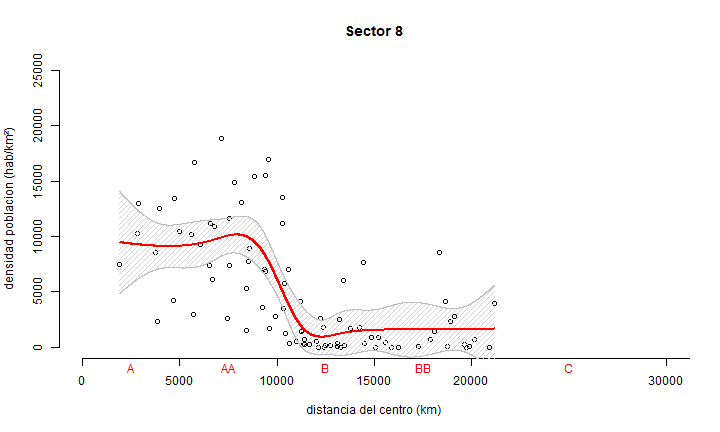 Sector 8
densidad poblacion (hab/km²)
25000
20000
15000
10000
5000
0
A AA B BB C
0 5000 10000 15000 20000 30000
distancia del centro (km)